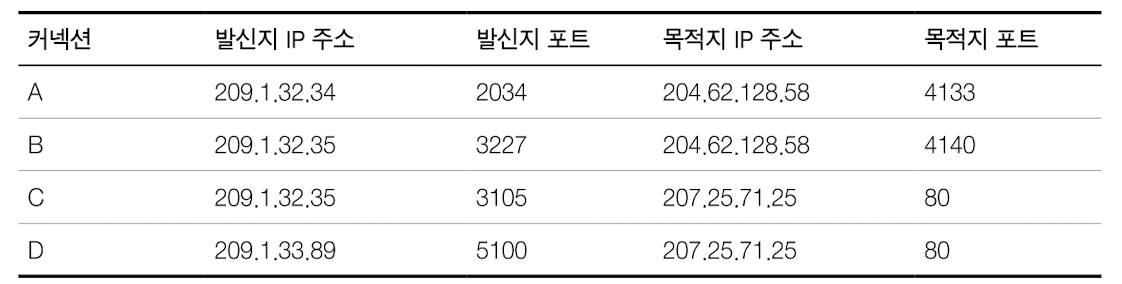 커넥션 발신지 IP 주소 발신지 포트 목적지 IP 주소 목적지 포트
A 209.1.32.34 2034 204.62.128.58 4133
B 209.1.32.35 3227 204.62.128.58 4140
C 209.1.32.35 3105 207.25.71.25 80
D 209.1.33.89 5100 207.25.71.25 80